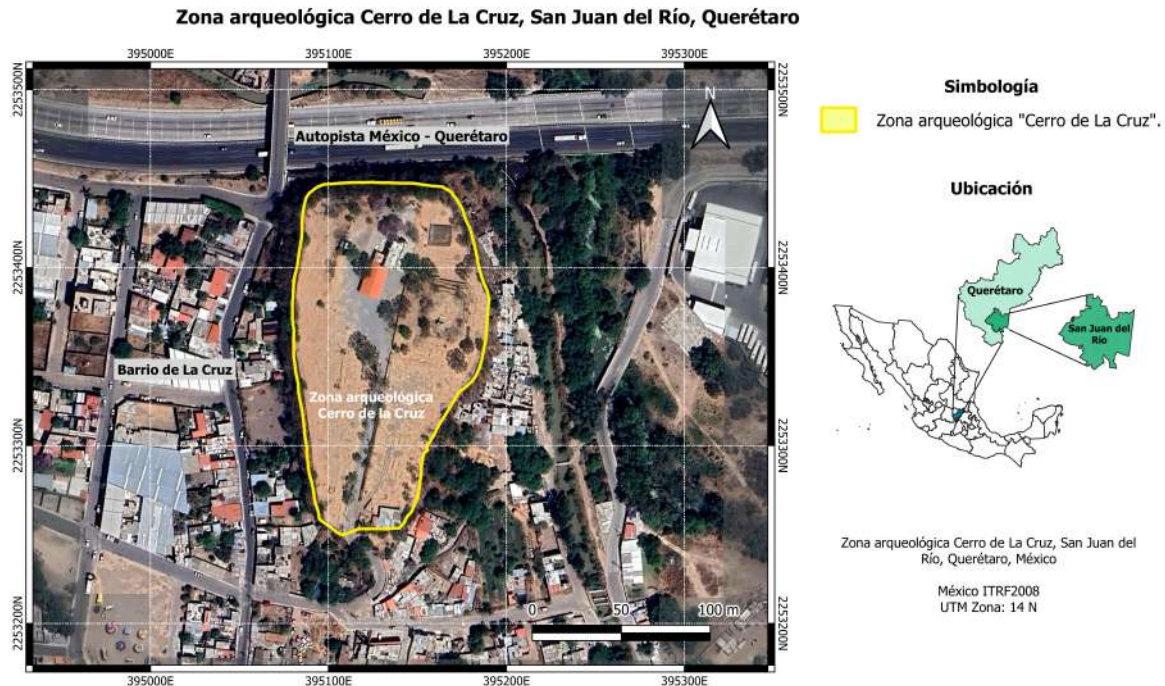 Zona arqueológica Cerro de La Cruz, San Juan del Río, Querétaro
395000E
395100E
395200E
395300E
2253500N
2253500N
N
Autopista México - Querétaro
2253400N
2253400N
Barrio de La Cruz
Zona arqueológica
Cerro de la Cruz
2253300N
2253300N
0
50
100 m
2253200N
2253200N
395000E
395100E
395200E
395300E
Simbología
Zona arqueológica "Cerro de La Cruz".
Ubicación
Querétaro
San Juan del
Río
Zona arqueológica Cerro de La Cruz, San Juan del
Río, Querétaro, México
México ITRF2008
UTM Zona: 14 N